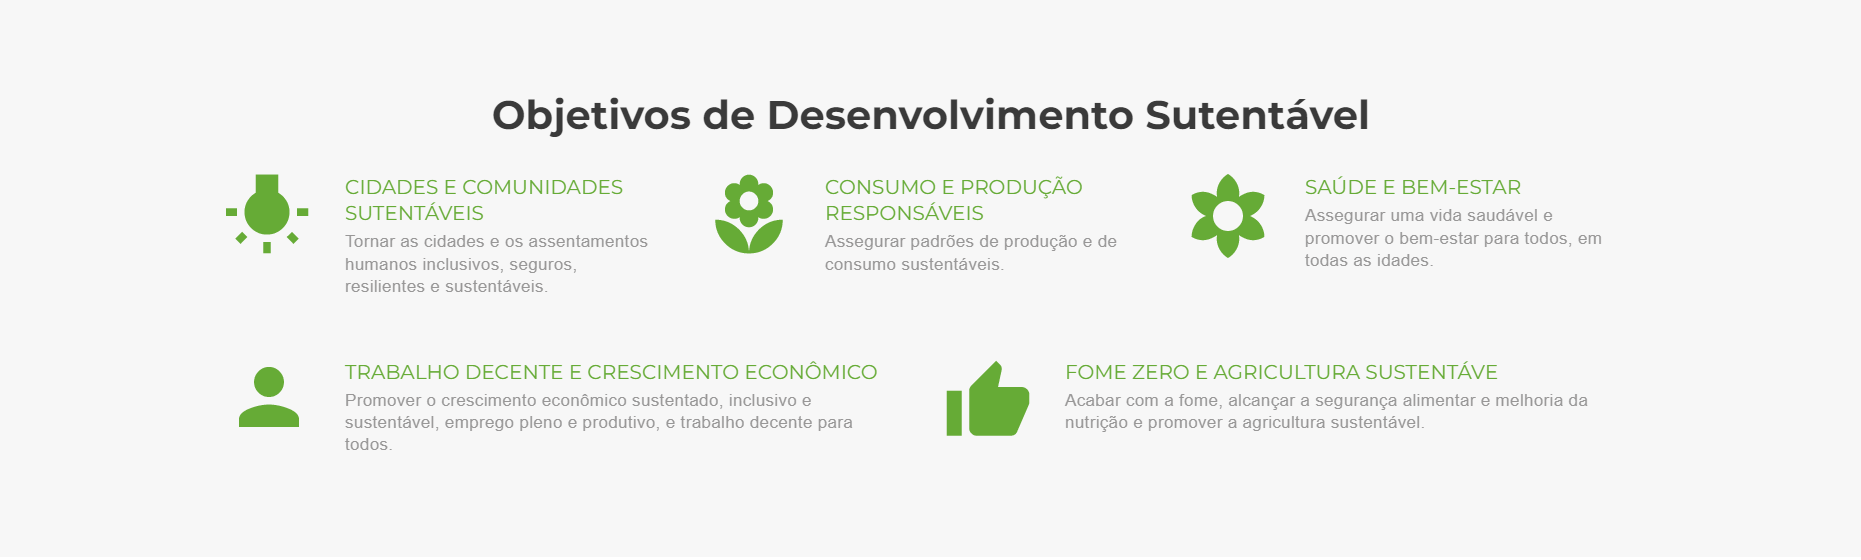 Objetivos de Desenvolvimento Sutentável
CIDADES E COMUNIDADES
SUTENTÁVEIS
Tornar as cidades e os assentamentos
humanos inclusivos, seguros,
resilientes e sustentáveis.
CONSUMO E PRODUÇÃO
RESPONSÁVEIS
Assegurar padrões de produção e de
consumo sustentáveis.
SAÚDE E BEM-ESTAR
Assegurar uma vida saudável e
promover o bem-estar para todos, em
todas as idades.
TRABALHO DECENTE E CRESCIMENTO ECONÔMICO
Promover o crescimento econômico sustentado, inclusivo e
sustentável, emprego pleno e produtivo, e trabalho decente para
todos.
FOME ZERO E AGRICULTURA SUSTENTÁVE
Acabar com a fome, alcançar a segurança alimentar e melhoria da
nutrição e promover a agricultura sustentável.